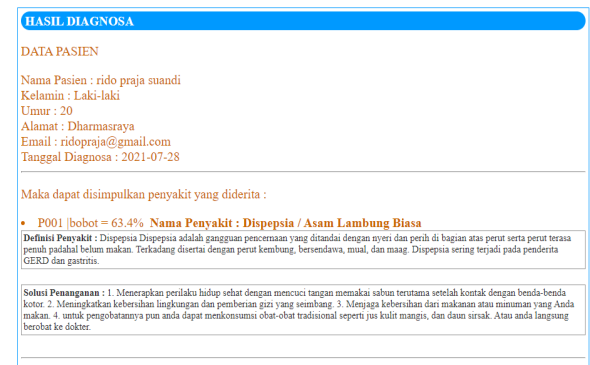 HASIL DIAGNOSA
DATA PASIEN
Nama Pasien : rido praja suandi
Kelamin : Laki-laki
Umur : 20
Alamat : Dharmasraya
Email : ridopraja@gmail.com
Tanggal Diagnosa : 2021-07-28
Maka dapat disimpulkan penyakit yang diderita :
• P001 |bobot = 63.4% Nama Penyakit : Dispepsia / Asam Lambung Biasa
Definisi Penyakit : Dispepsia Dispepsia adalah gangguan pencernaan yang ditandai dengan nyeri dan perih di bagian atas perut serta perut terasa
penuh padahal belum makan. Terkadang disertai dengan perut kembung, bersendawa, mual, dan maag. Dispepsia sering terjadi pada penderita
GERD dan gastritis.
Solusi Penanganan : 1. Menerapkan perilaku hidup sehat dengan mencuci tangan memakai sabun terutama setelah kontak dengan benda-benda
kotor. 2. Meningkatkan kebersihan lingkungan dan pemberian gizi yang seimbang. 3. Menjaga kebersihan dari makanan atau minuman yang Anda
makan. 4. untuk pengobatannya pun anda dapat menkonsumsi obat-obat tradisional seperti jus kulit mangis, dan daun sirsak. Atau anda langsung
berobat ke dokter.